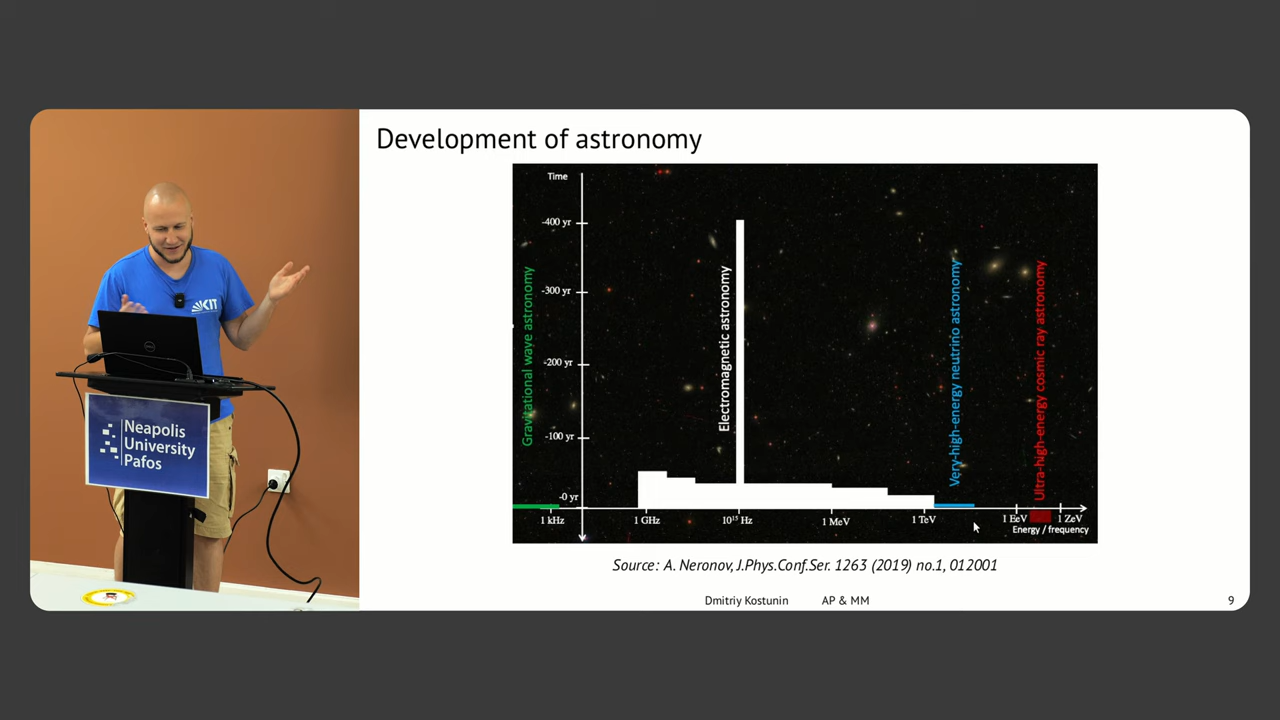 Development of astronomy
Time
-400 yr
-300 yr
-200 yr
-100 yr
-0 yr
Gravitational wave astronomy
Electromagnetic astronomy
Very-high-energy neutrino astronomy
Ultra-high-energy cosmic ray astronomy
1 kHz
1 GHz
10¹⁵ Hz
1 MeV
1 TeV
1 EeV
1 ZeV
Energy / frequency
Source: A. Neronov, J.Phys.Conf.Ser. 1263 (2019) no.1, 012001
Dmitriy Kostunin
AP & MM
9
KIT
DELL
Neapolis
University
Pafos